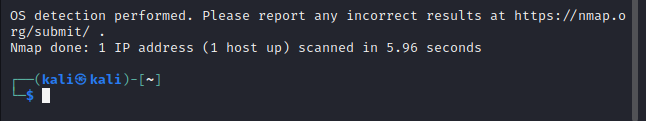 OS detection performed. Please report any incorrect results at https://nmap.o
rg/submit/ .
Nmap done: 1 IP address (1 host up) scanned in 5.96 seconds
┌──(kali㉿kali)-[~]
└─$